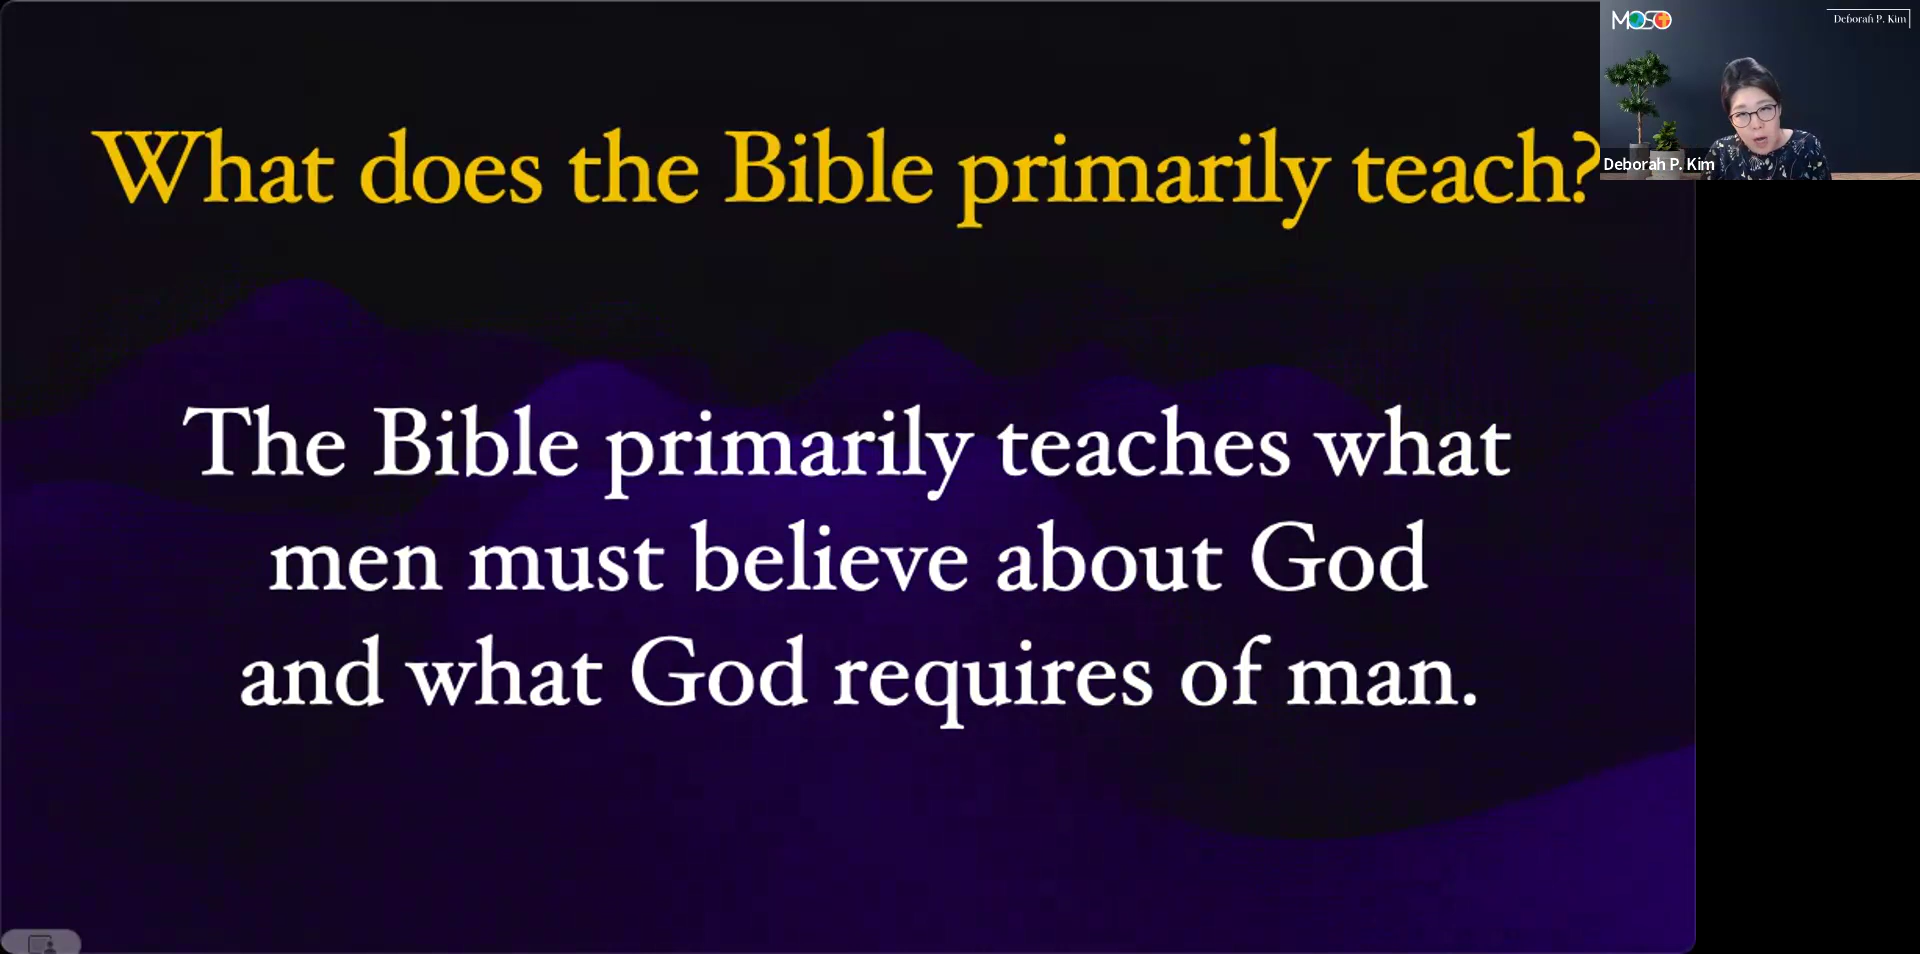 What does the Bible primarily teach?
The Bible primarily teaches what
men must believe about God
and what God requires of man.
MOSO
Deborah P. Kim
Deborah P. Kim